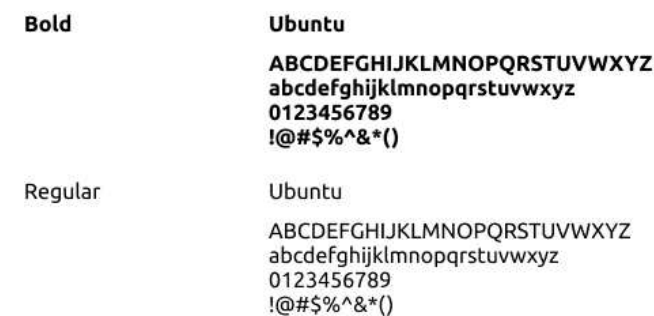 Bold Ubuntu
ABCDEFGHIJKLMNOPQRSTUVWXYZ
abcdefghijklmnopqrstuvwxyz
0123456789
!@#$%^&*()
Regular Ubuntu
ABCDEFGHIJKLMNOPQRSTUVWXYZ
abcdefghijklmnopqrstuvwxyz
0123456789
!@#$%^&*()